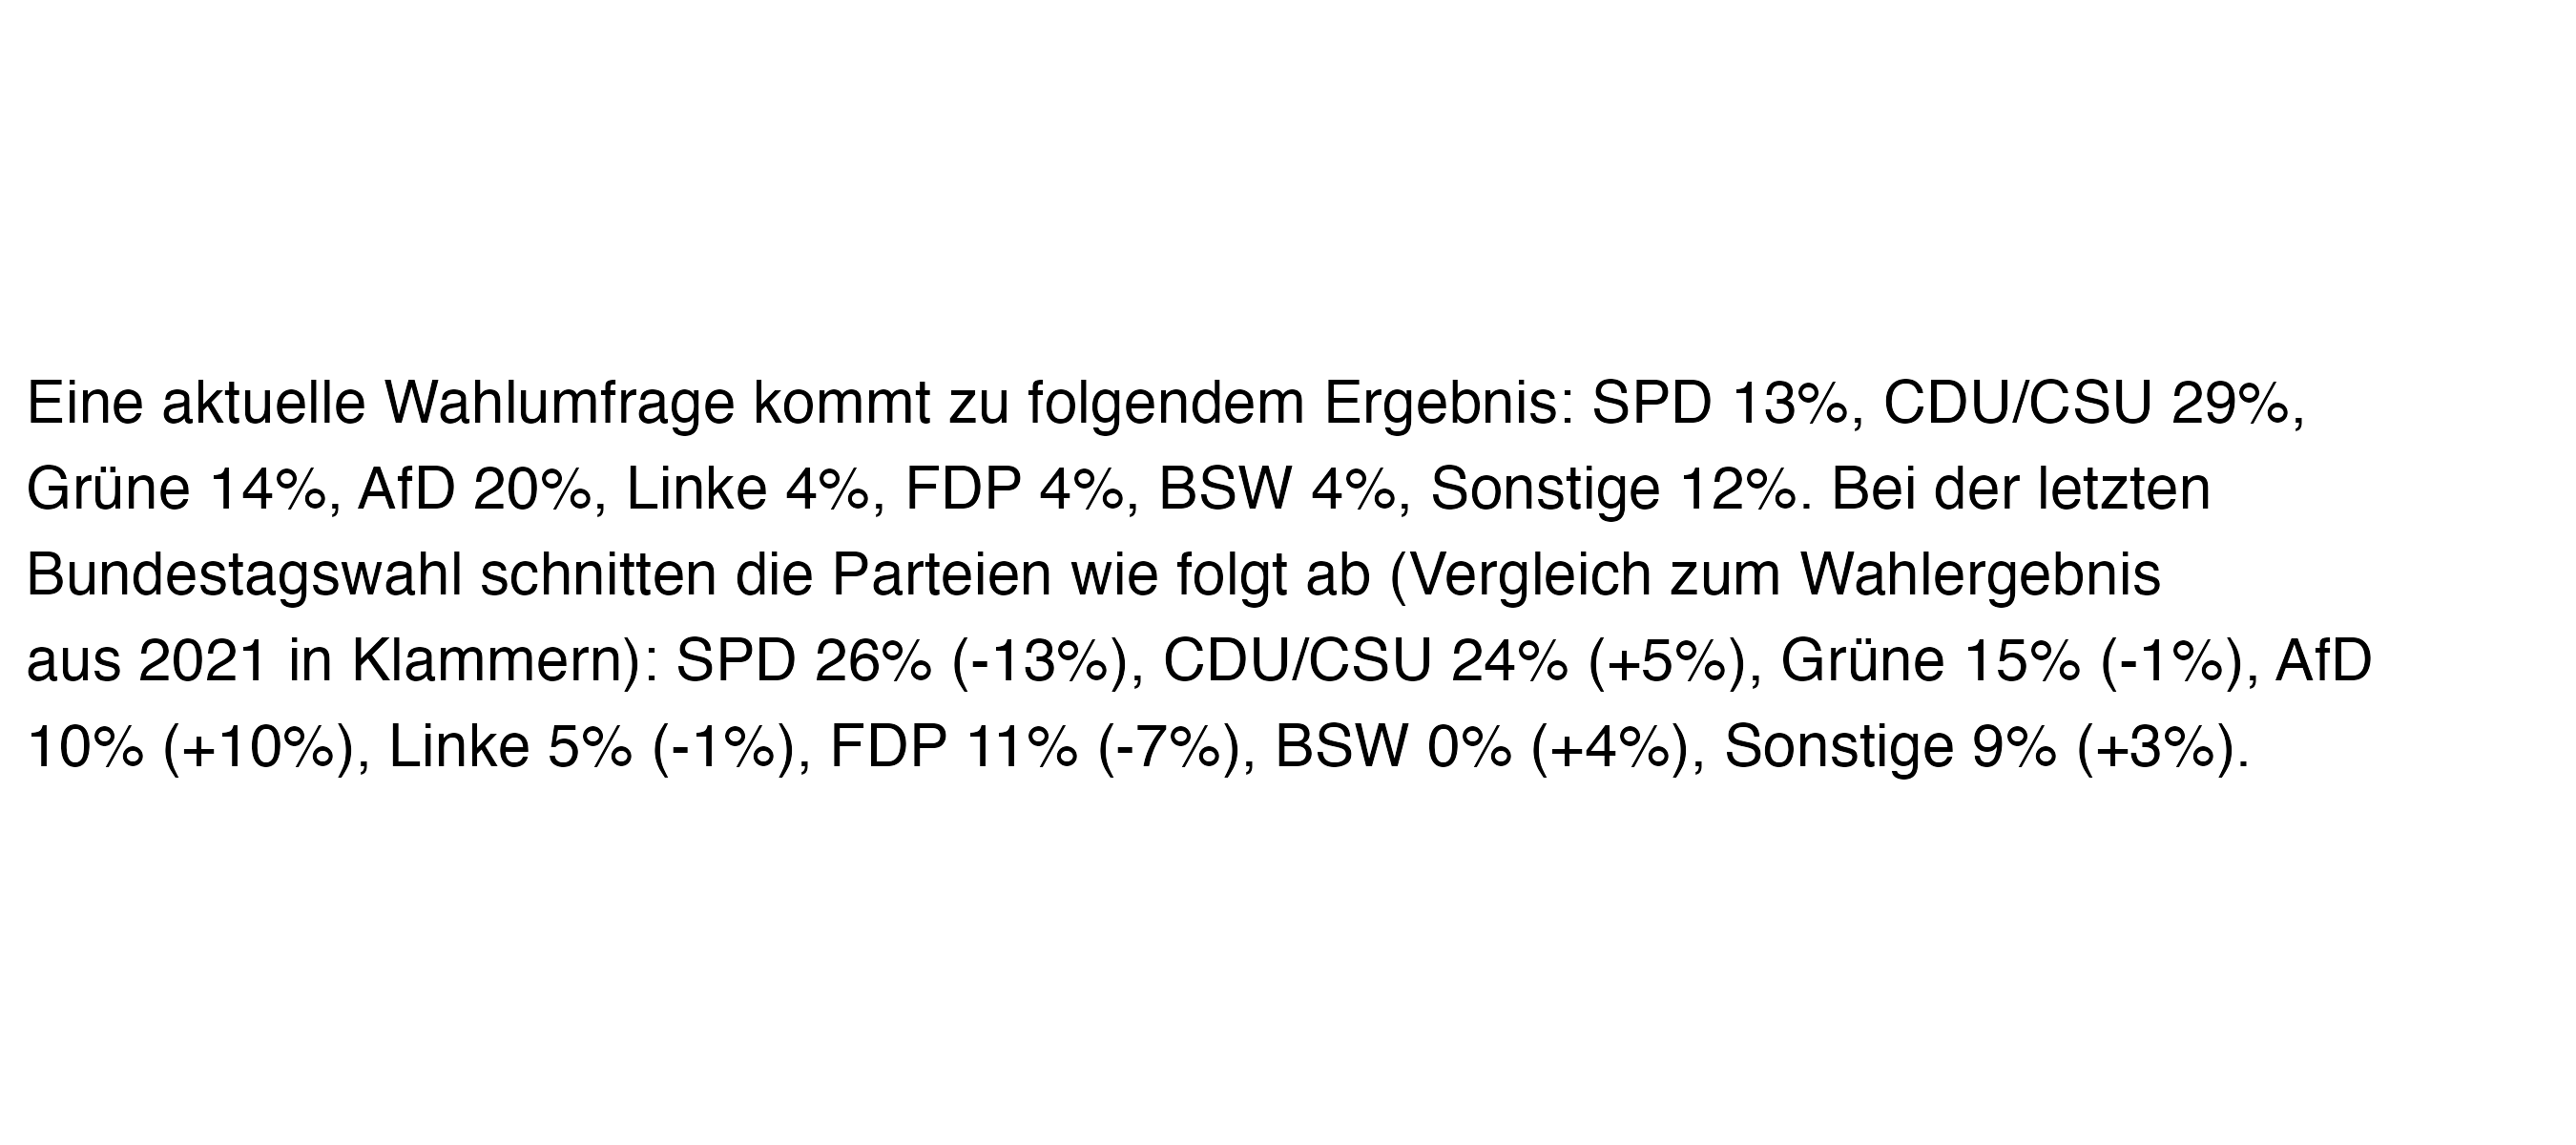 Eine aktuelle Wahlumfrage kommt zu folgendem Ergebnis: SPD 13%, CDU/CSU 29%,
Grüne 14%, AfD 20%, Linke 4%, FDP 4%, BSW 4%, Sonstige 12%. Bei der letzten
Bundestagswahl schnitten die Parteien wie folgt ab (Vergleich zum Wahlergebnis
aus 2021 in Klammern): SPD 26% (-13%), CDU/CSU 24% (+5%), Grüne 15% (-1%), AfD
10% (+10%), Linke 5% (-1%), FDP 11% (-7%), BSW 0% (+4%), Sonstige 9% (+3%).